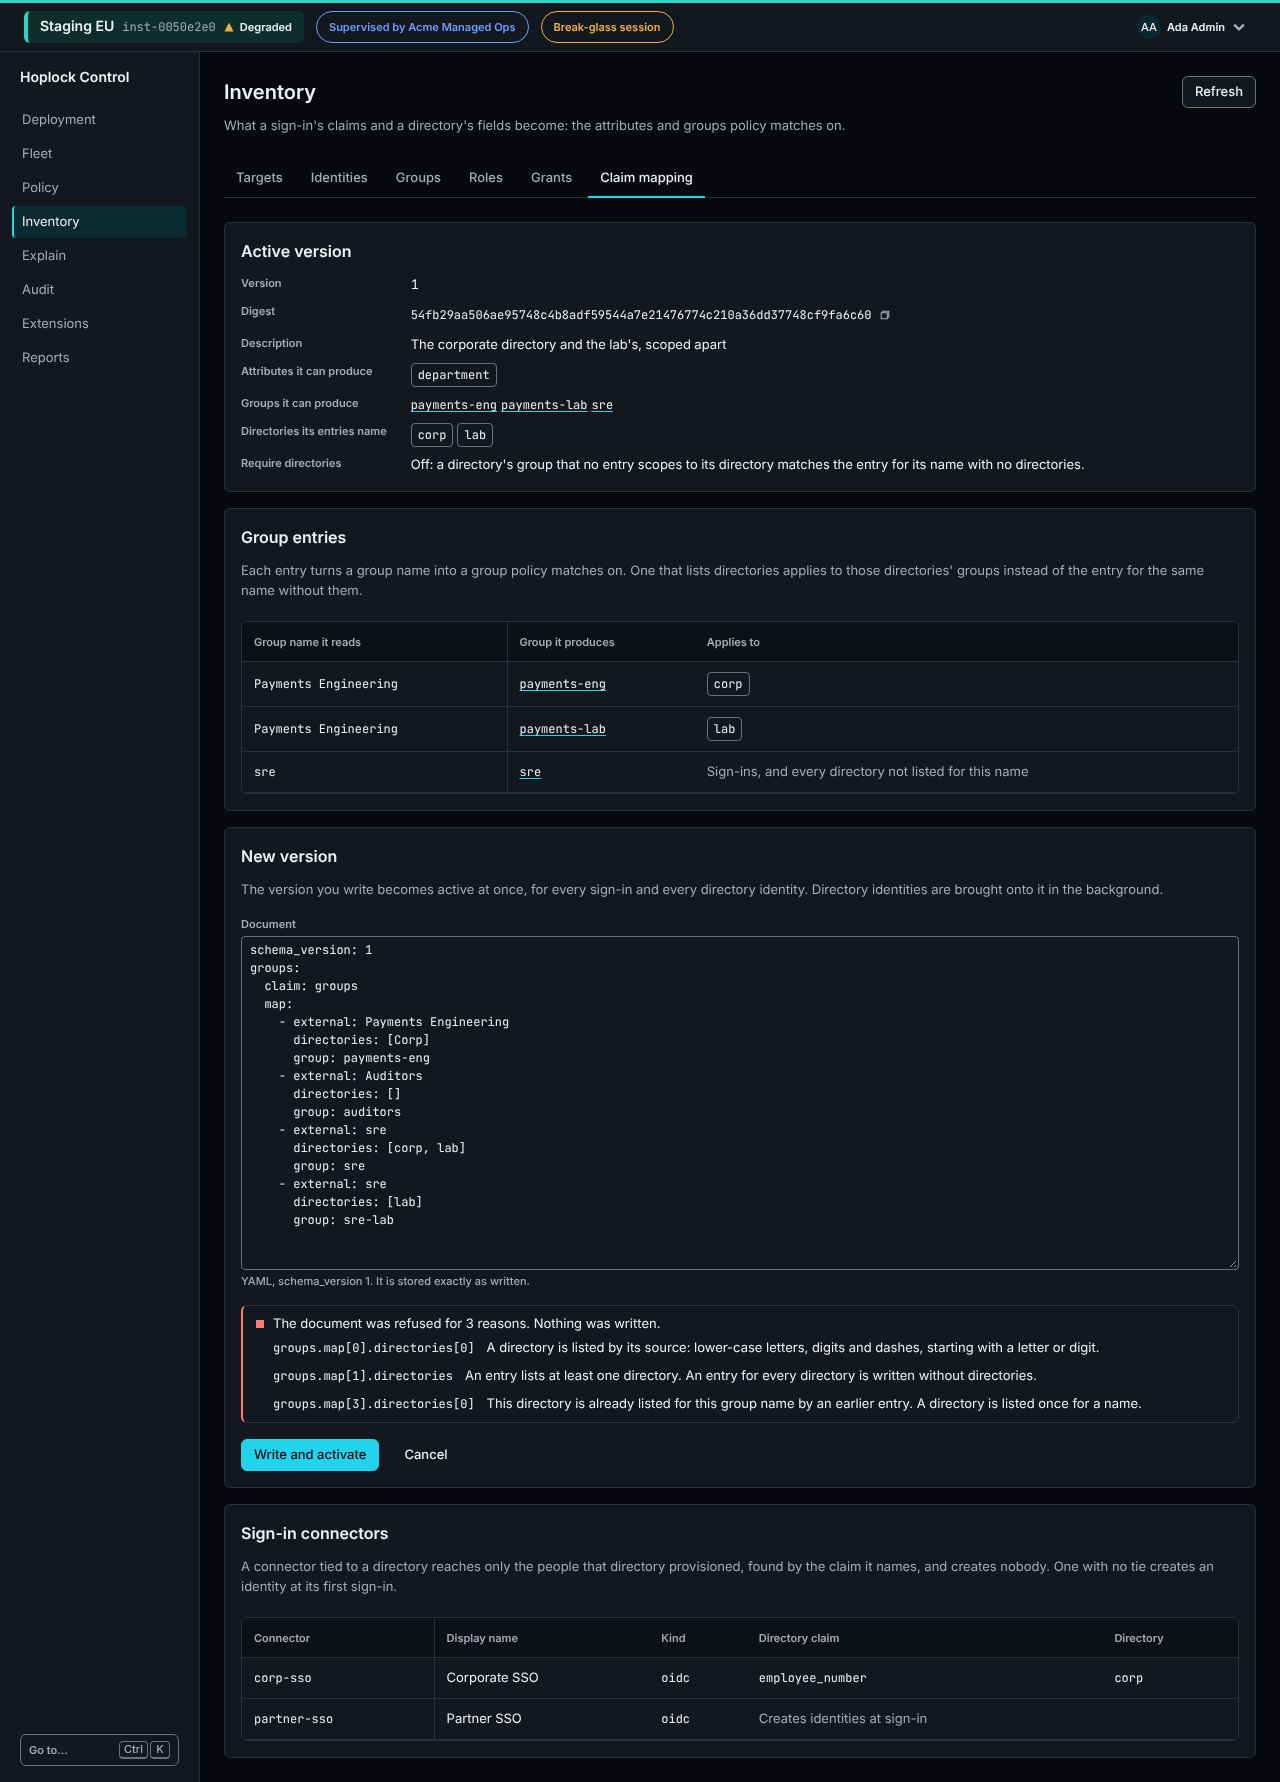 Staging EU inst-0050e2e0 Degraded Supervised by Acme Managed Ops Break-glass session AA Ada Admin
Hoplock Control
Deployment
Fleet
Policy
Inventory
Explain
Audit
Extensions
Reports
Go to... Ctrl K
Inventory
Refresh
What a sign-in's claims and a directory's fields become: the attributes and groups policy matches on.
Targets Identities Groups Roles Grants Claim mapping
Active version
Version 1
Digest 54fb29aa506ae95748c4b8adf59544a7e21476774c210a36dd37748cf9fa6c60
Description The corporate directory and the lab's, scoped apart
Attributes it can produce department
Groups it can produce payments-eng payments-lab sre
Directories its entries name corp lab
Require directories Off: a directory's group that no entry scopes to its directory matches the entry for its name with no directories.
Group entries
Each entry turns a group name into a group policy matches on. One that lists directories applies to those directories' groups instead of the entry for the same
name without them.
Group name it reads Group it produces Applies to
Payments Engineering payments-eng corp
Payments Engineering payments-lab lab
sre sre Sign-ins, and every directory not listed for this name
New version
The version you write becomes active at once, for every sign-in and every directory identity. Directory identities are brought onto it in the background.
Document
schema_version: 1
groups:
  claim: groups
  map:
    - external: Payments Engineering
      directories: [Corp]
      group: payments-eng
    - external: Auditors
      directories: []
      group: auditors
    - external: sre
      directories: [corp, lab]
      group: sre
    - external: sre
      directories: [lab]
      group: sre-lab
YAML, schema_version 1. It is stored exactly as written.
The document was refused for 3 reasons. Nothing was written.
groups.map[0].directories[0] A directory is listed by its source: lower-case letters, digits and dashes, starting with a letter or digit.
groups.map[1].directories An entry lists at least one directory. An entry for every directory is written without directories.
groups.map[3].directories[0] This directory is already listed for this group name by an earlier entry. A directory is listed once for a name.
Write and activate Cancel
Sign-in connectors
A connector tied to a directory reaches only the people that directory provisioned, found by the claim it names, and creates nobody. One with no tie creates an
identity at its first sign-in.
Connector Display name Kind Directory claim Directory
corp-sso Corporate SSO oidc employee_number corp
partner-sso Partner SSO oidc Creates identities at sign-in